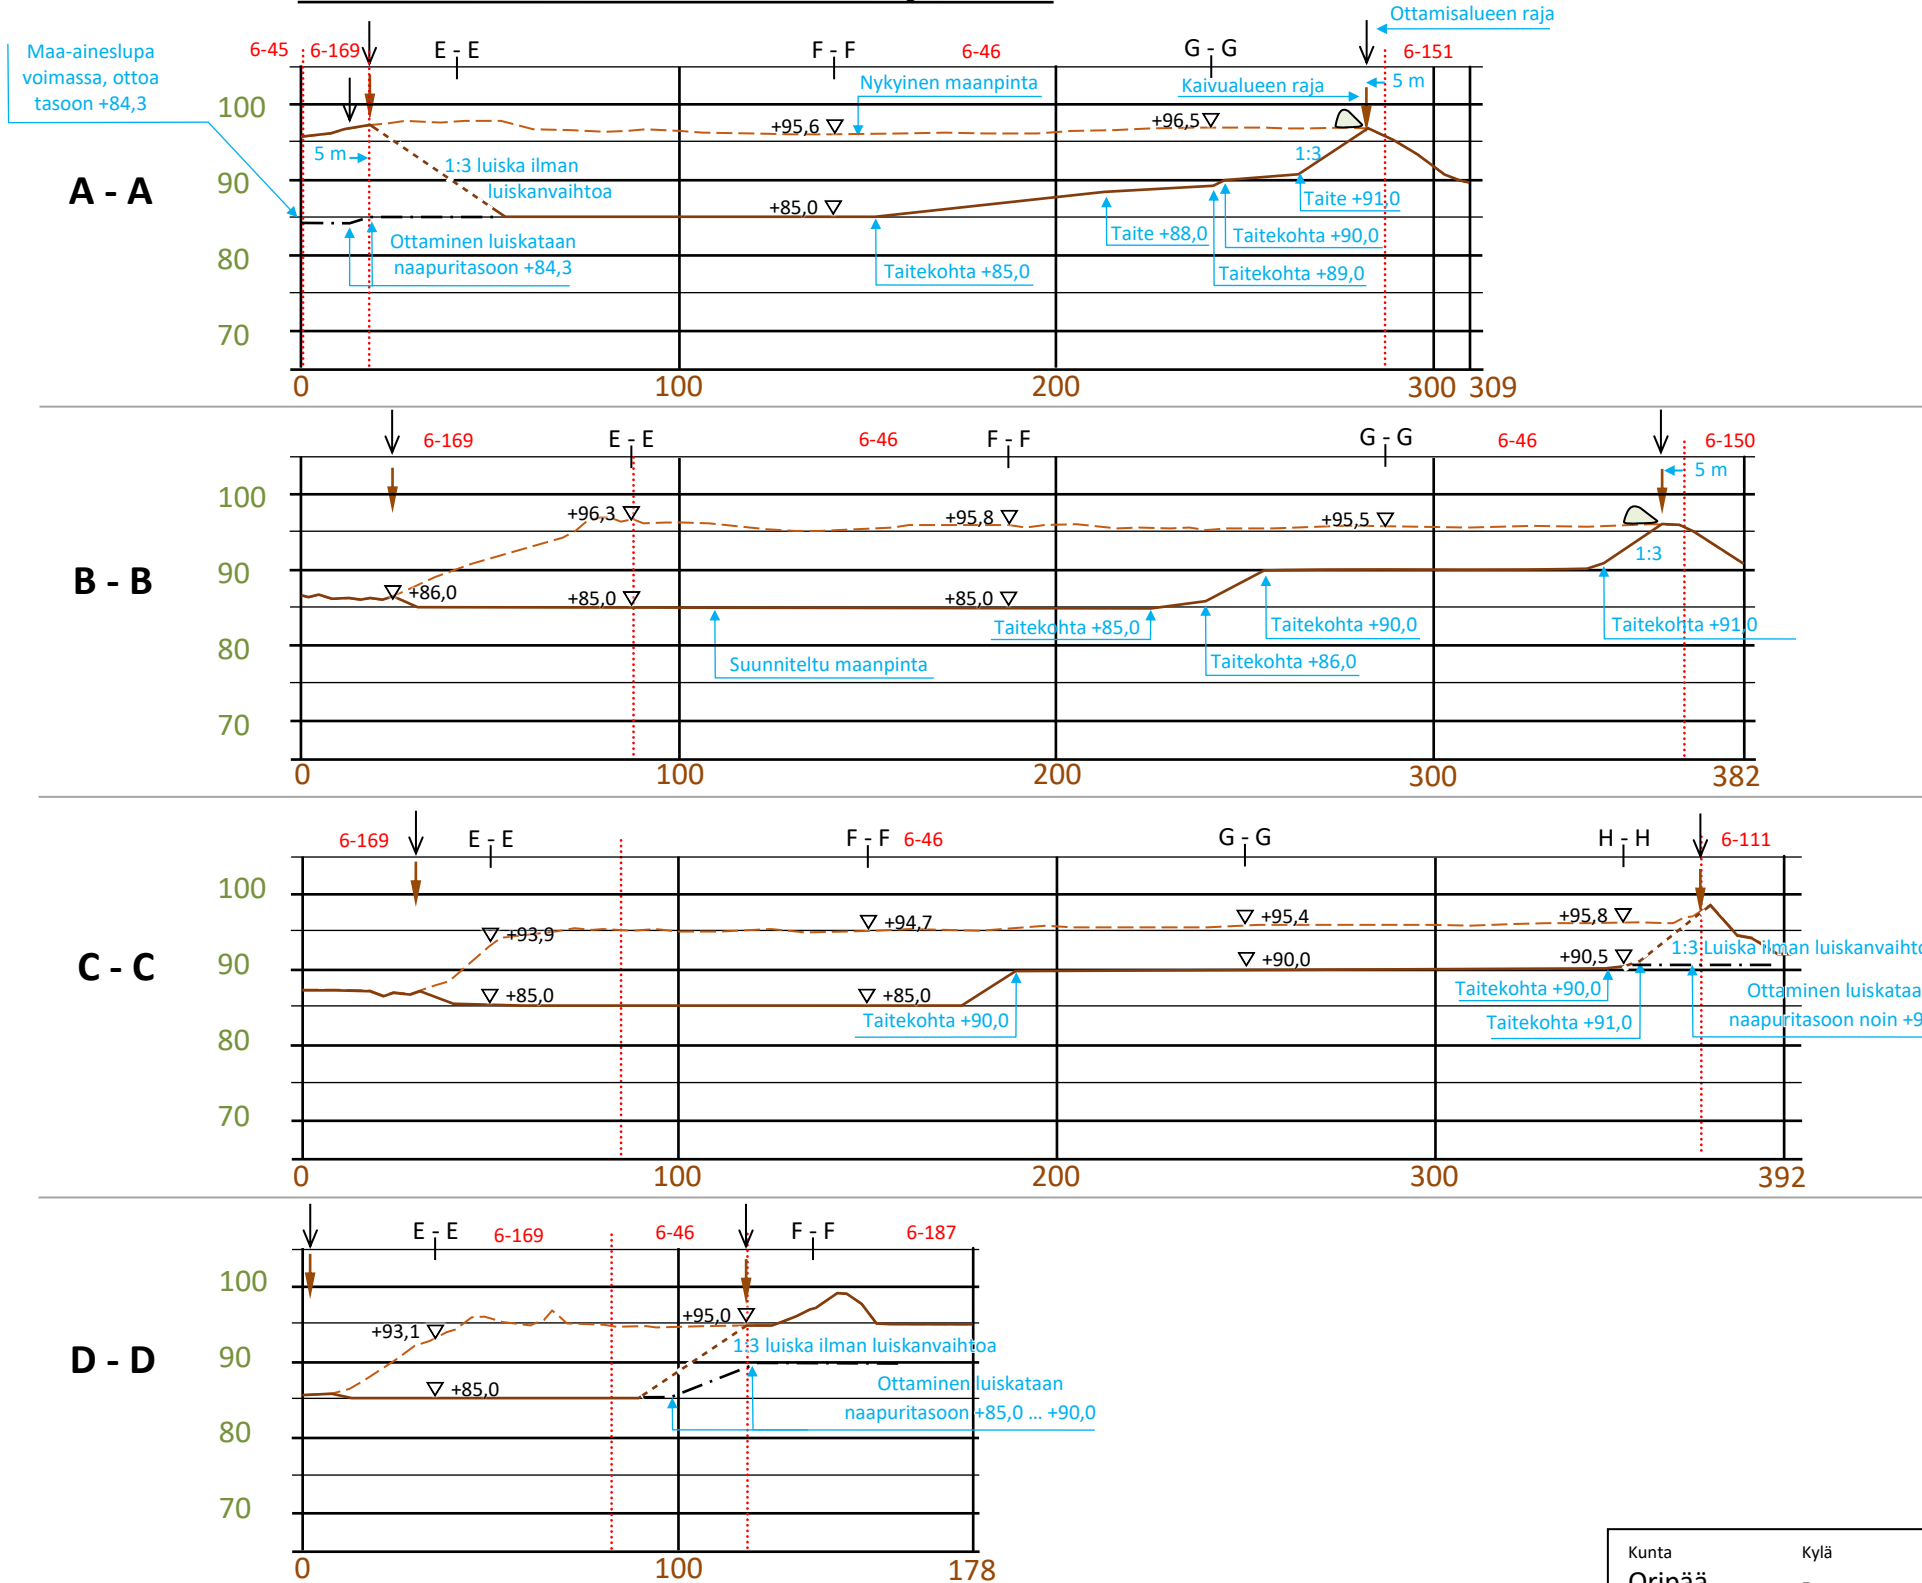 Ottamisalueen raja
Maa-aineslupa
voimassa, ottoa
tasoon +84,3
6-45
6-169
E - E
F - F
6-46
G - G
6-151
A - A
100
90
80
70
Nykyinen maanpinta
Kaivualueen raja
5 m
+95,6
+96,5
5 m
1:3 luiska ilman
luiskanvaihtoa
1:3
+85,0
Taite +91,0
Taite +88,0
Taitekohta +90,0
Ottaminen luiskataan
naapuritasoon +84,3
Taitekohta +85,0
Taitekohta +89,0
0
100
200
300
309
6-169
E - E
6-46
F - F
G - G
6-46
6-150
B - B
100
90
80
70
5 m
+96,3
+95,8
+95,5
1:3
+86,0
+85,0
+85,0
Taitekohta +85,0
Taitekohta +90,0
Taitekohta +91,0
Suunniteltu maanpinta
Taitekohta +86,0
0
100
200
300
382
6-169
E - E
F - F
6-46
G - G
H - H
6-111
C - C
100
90
80
70
+93,9
+94,7
+95,4
+95,8
+90,0
+90,5
1:3 Luiska ilman luiskanvaihto
+85,0
+85,0
Taitekohta +90,0
Taitekohta +90,0
Taitekohta +91,0
Ottaminen luiskataa
naapuritasoon noin +9
0
100
200
300
392
E - E
6-169
6-46
F - F
6-187
D - D
100
90
80
70
+93,1
+95,0
1:3 luiska ilman luiskanvaihtoa
+85,0
Ottaminen luiskataan
naapuritasoon +85,0 ... +90,0
0
100
178
Kunta
Kylä
Oripää